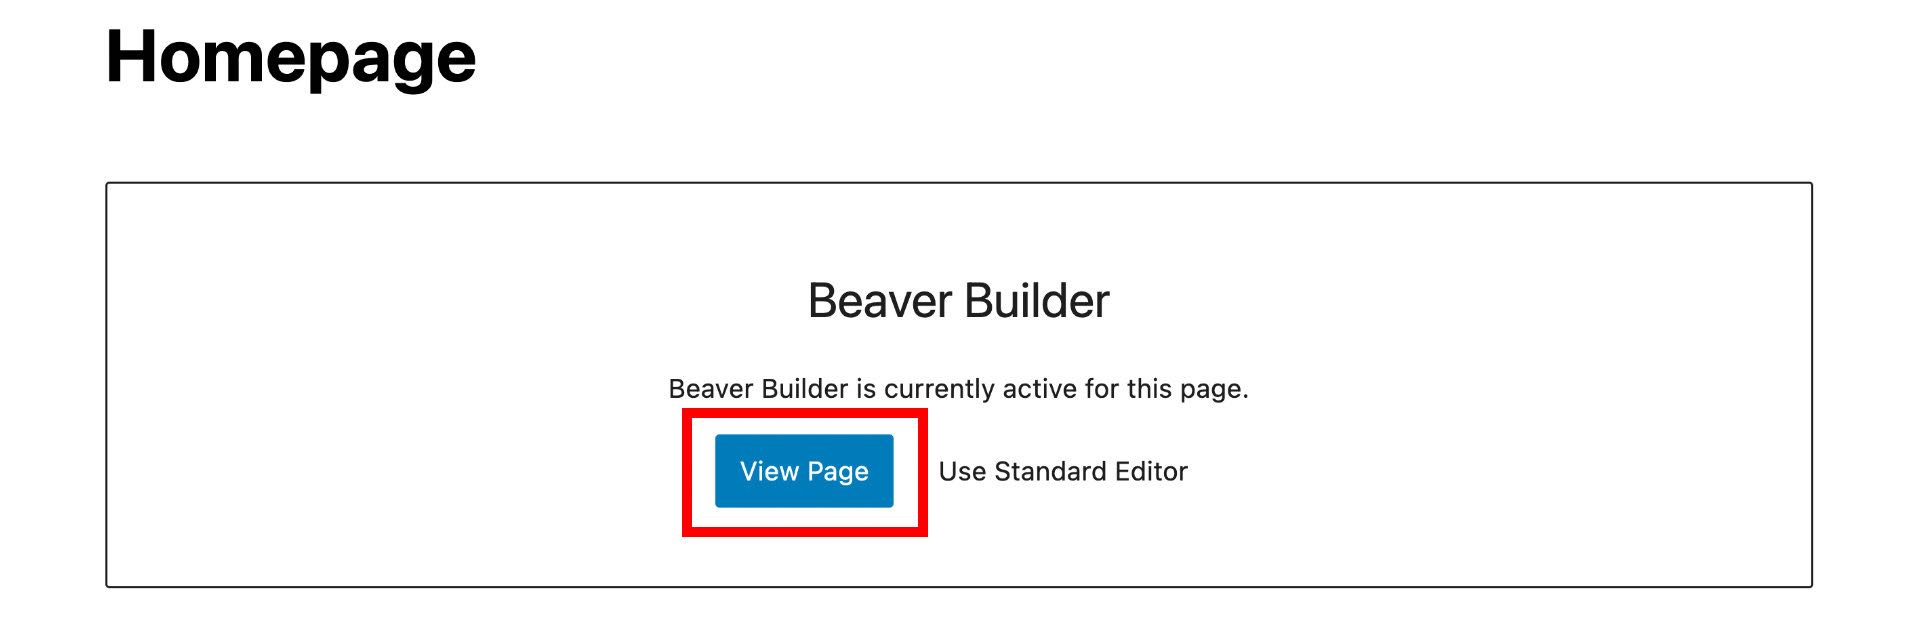 Homepage
Beaver Builder
Beaver Builder is currently active for this page.
View Page Use Standard Editor